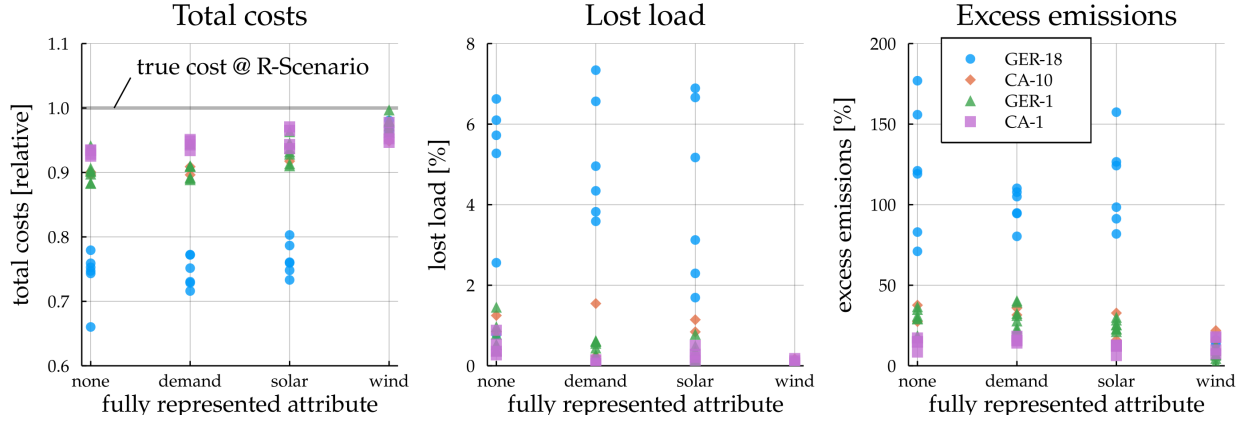 Total costs
total costs [relative]
1.1
1.0
0.9
0.8
0.7
0.6
true cost @ R-Scenario
none demand solar wind
fully represented attribute
Lost load
lost load [%]
8
6
4
2
0
none demand solar wind
fully represented attribute
Excess emissions
excess emissions [%]
200
150
100
50
0
GER-18
CA-10
GER-1
CA-1
none demand solar wind
fully represented attribute